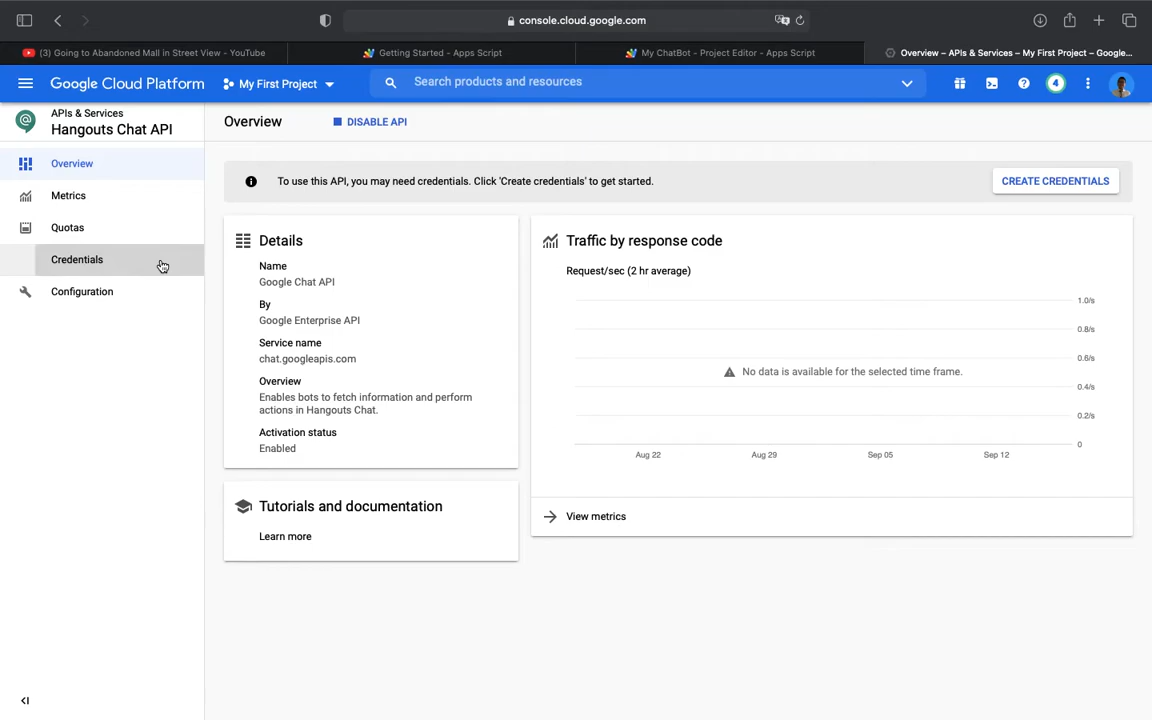 console.cloud.google.com
(3) Going to Abandoned Mall in Street View - YouTube
Getting Started - Apps Script
My ChatBot - Project Editor - Apps Script
Overview – APIs & Services – My First Project – Google...
Google Cloud Platform
My First Project
Search products and resources
4
APIs & Services
Hangouts Chat API
Overview
DISABLE API
Overview
Metrics
Quotas
Credentials
Configuration
To use this API, you may need credentials. Click 'Create credentials' to get started.
CREATE CREDENTIALS
Details
Name
Google Chat API
By
Google Enterprise API
Service name
chat.googleapis.com
Overview
Enables bots to fetch information and perform
actions in Hangouts Chat.
Activation status
Enabled
Traffic by response code
Request/sec (2 hr average)
1.0/s
0.8/s
0.6/s
No data is available for the selected time frame.
0.4/s
0.2/s
0
Aug 22
Aug 29
Sep 05
Sep 12
View metrics
Tutorials and documentation
Learn more